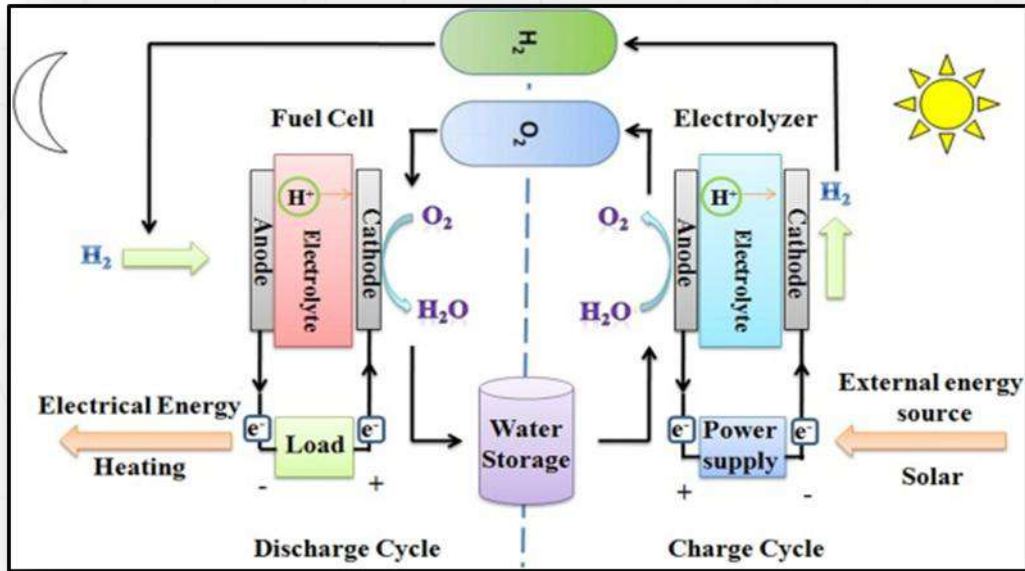 H₂
O₂
Fuel Cell
Electrolyzer
H⁺
Anode
Electrolyte
Cathode
H₂
O₂
H₂O
O₂
H₂O
H⁺
Anode
Electrolyte
Cathode
H₂
Electrical Energy
Heating
e⁻
Load
e⁻
-
+
Water
Storage
e⁻
Power
supply
e⁻
+
-
External energy
source
Solar
Discharge Cycle
Charge Cycle